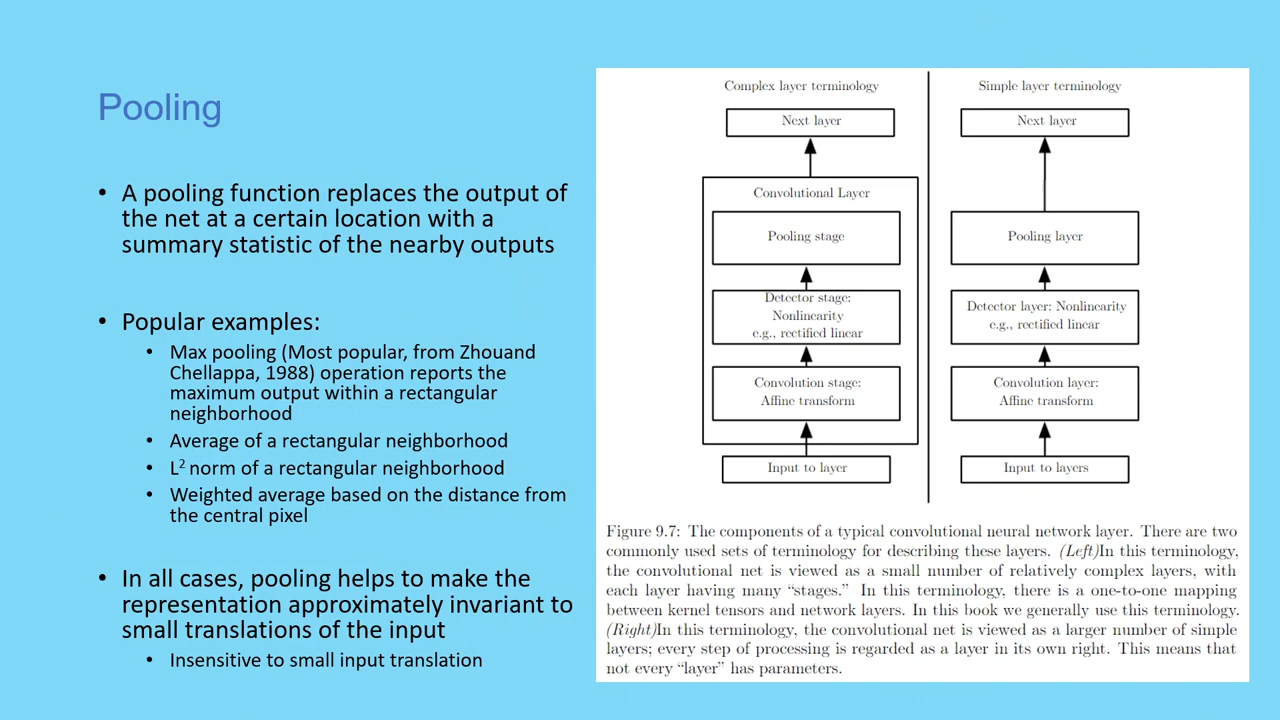 Pooling
• A pooling function replaces the output of
the net at a certain location with a
summary statistic of the nearby outputs
• Popular examples:
• Max pooling (Most popular, from Zhouand
Chellappa, 1988) operation reports the
maximum output within a rectangular
neighborhood
• Average of a rectangular neighborhood
• L² norm of a rectangular neighborhood
• Weighted average based on the distance from
the central pixel
• In all cases, pooling helps to make the
representation approximately invariant to
small translations of the input
• Insensitive to small input translation
Complex layer terminology
Next layer
Convolutional Layer
Pooling stage
Detector stage:
Nonlinearity
e.g., rectified linear
Convolution stage:
Affine transform
Input to layer
Simple layer terminology
Next layer
Pooling layer
Detector layer: Nonlinearity
e.g., rectified linear
Convolution layer:
Affine transform
Input to layers
Figure 9.7: The components of a typical convolutional neural network layer. There are two
commonly used sets of terminology for describing these layers. (Left)In this terminology,
the convolutional net is viewed as a small number of relatively complex layers, with
each layer having many “stages.” In this terminology, there is a one-to-one mapping
between kernel tensors and network layers. In this book we generally use this terminology.
(Right)In this terminology, the convolutional net is viewed as a larger number of simple
layers; every step of processing is regarded as a layer in its own right. This means that
not every “layer” has parameters.